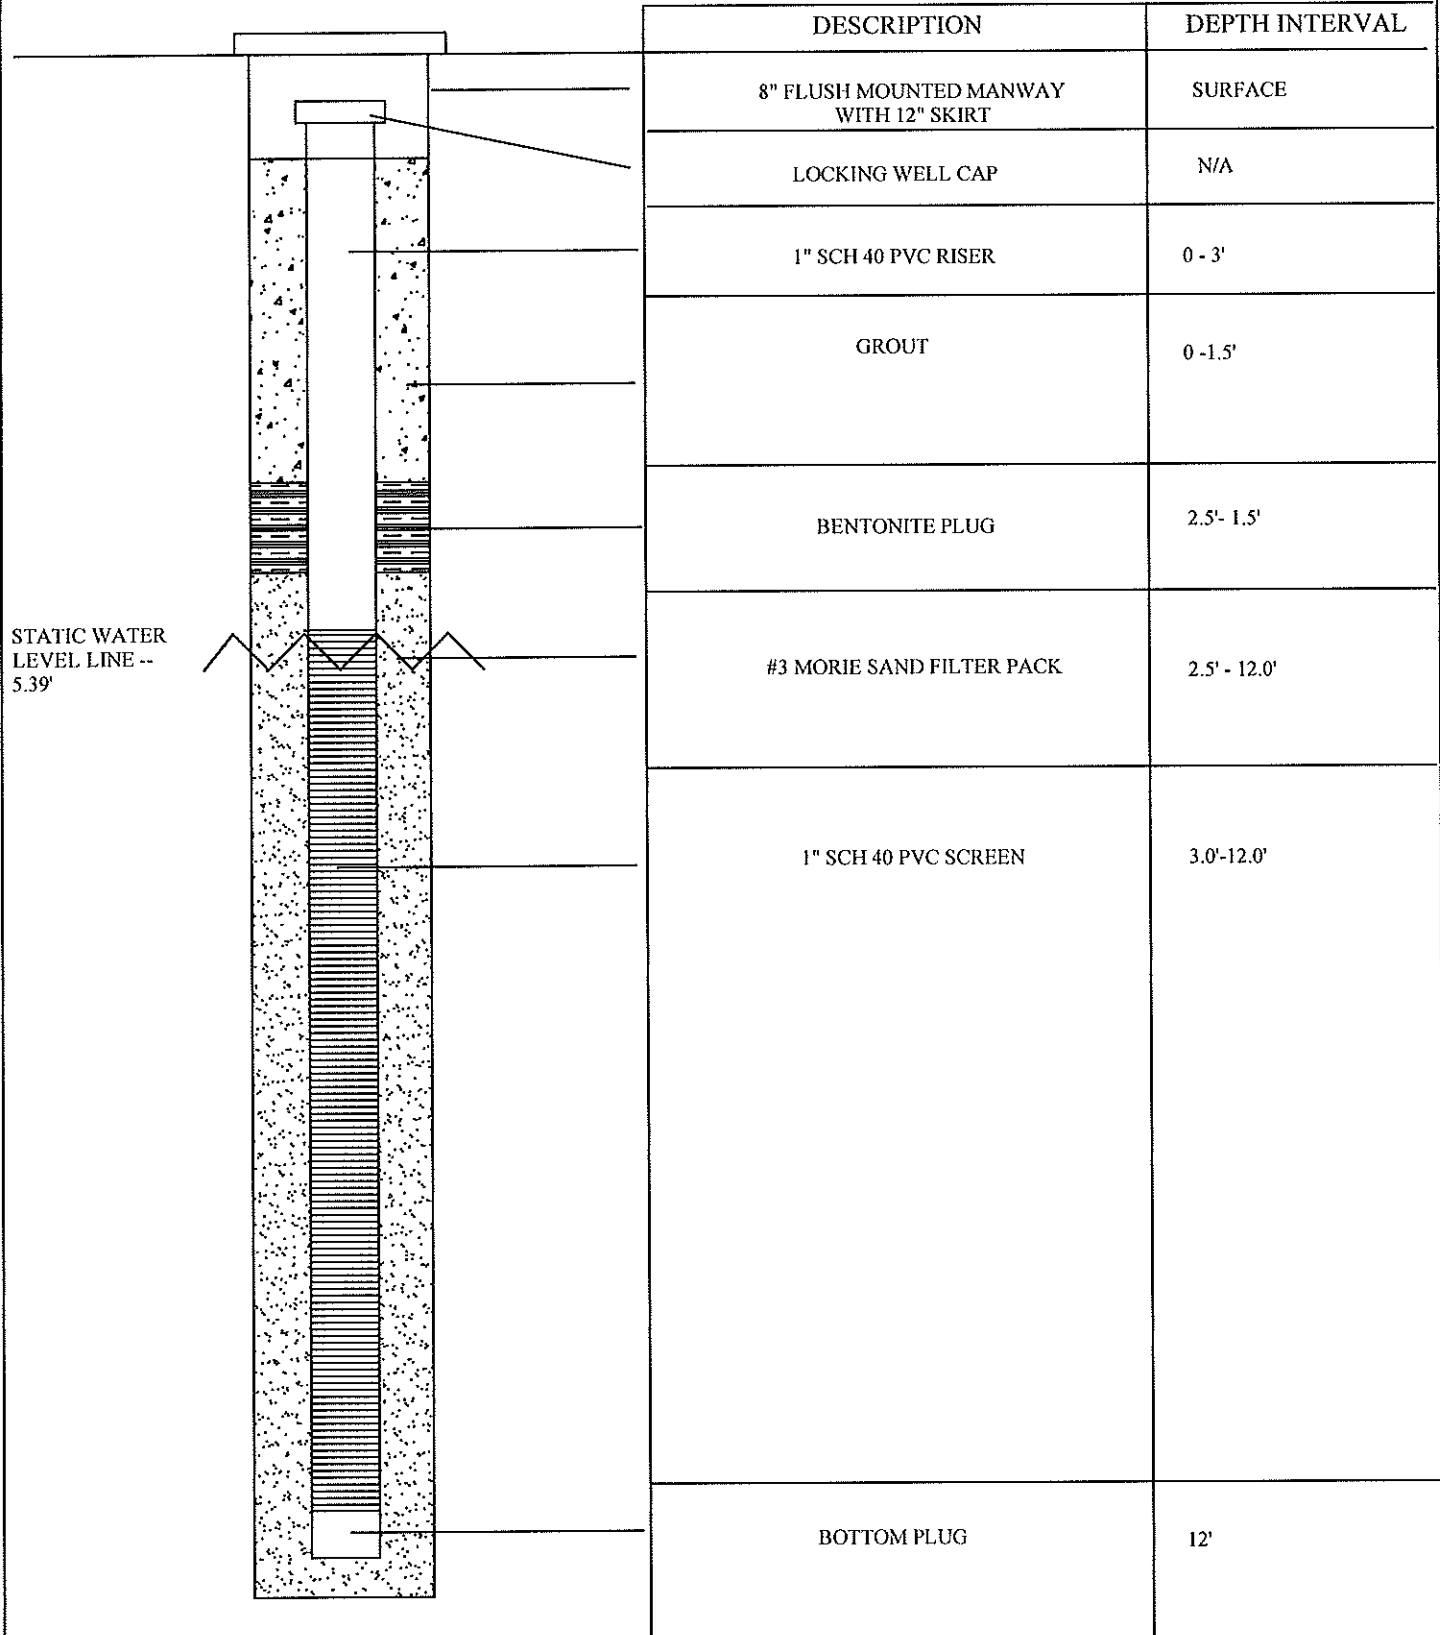 DESCRIPTION DEPTH INTERVAL
8" FLUSH MOUNTED MANWAY SURFACE
WITH 12" SKIRT
LOCKING WELL CAP N/A
1" SCH 40 PVC RISER 0 - 3'
GROUT 0 -1.5'
BENTONITE PLUG 2.5'- 1.5'
STATIC WATER
LEVEL LINE --
5.39'
#3 MORIE SAND FILTER PACK 2.5' - 12.0'
1" SCH 40 PVC SCREEN 3.0'-12.0'
BOTTOM PLUG 12'